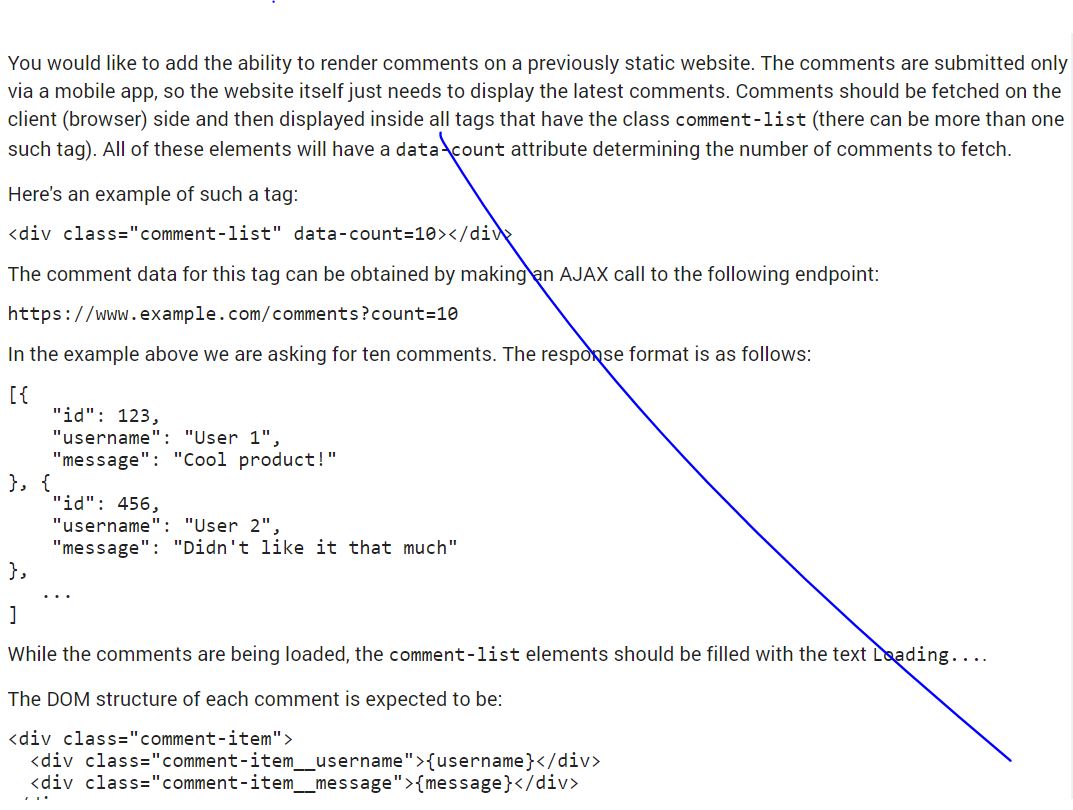 You would like to add the ability to render comments on a previously static website. The comments are submitted only
via a mobile app, so the website itself just needs to display the latest comments. Comments should be fetched on the
client (browser) side and then displayed inside all tags that have the class comment-list (there can be more than one
such tag). All of these elements will have a data-count attribute determining the number of comments to fetch.
Here's an example of such a tag:
<div class="comment-list" data-count=10></div>
The comment data for this tag can be obtained by making an AJAX call to the following endpoint:
https://www.example.com/comments?count=10
In the example above we are asking for ten comments. The response format is as follows:
[{
    "id": 123,
    "username": "User 1",
    "message": "Cool product!"
}, {
    "id": 456,
    "username": "User 2",
    "message": "Didn't like it that much"
},
   ...
]
While the comments are being loaded, the comment-list elements should be filled with the text Loading....
The DOM structure of each comment is expected to be:
<div class="comment-item">
  <div class="comment-item__username">{username}</div>
  <div class="comment-item__message">{message}</div>